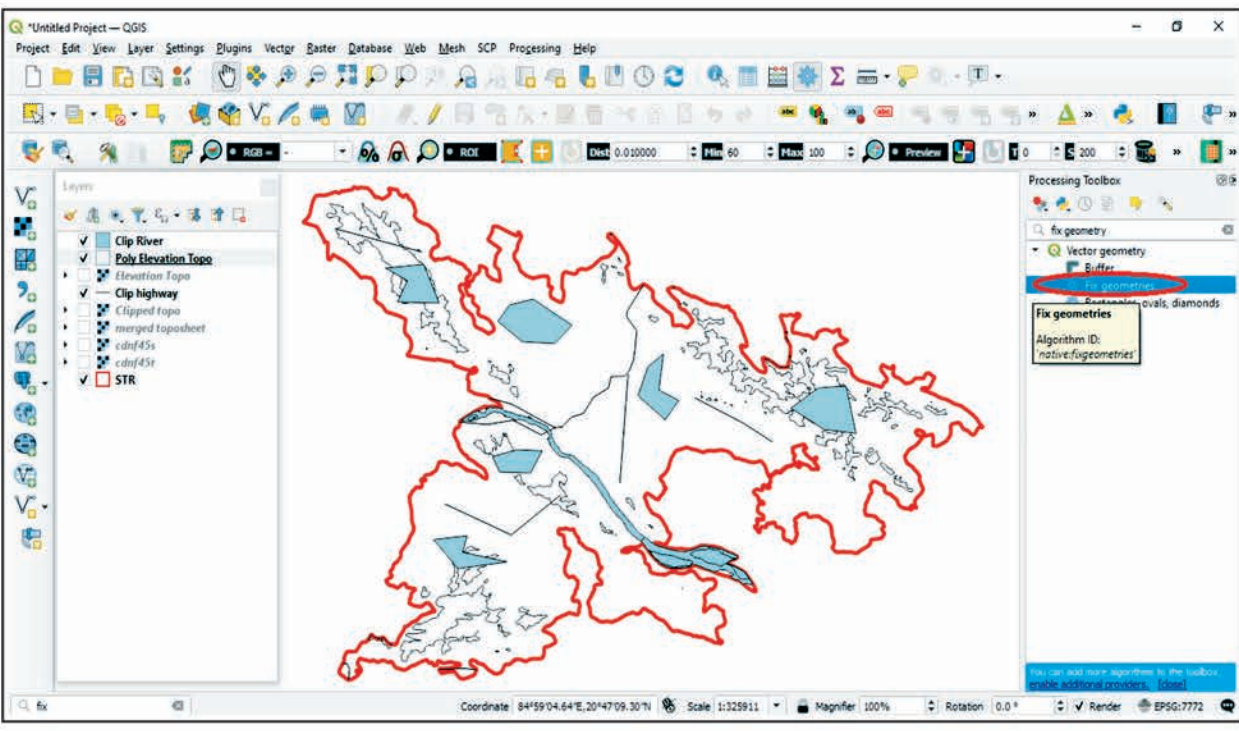 *Untitled Project — QGIS
Project Edit View Layer Settings Plugins Vector Raster Database Web Mesh SCP Processing Help
RGB = - ROI Dist 0.010000 Min 60 Max 100 Preview T 0 S 200
Layers
Clip River
Poly Elevation Topo
Elevation Topo
Clip highway
Clipped topo
merged toposheet
cdnf45s
cdnf45t
STR
Processing Toolbox
fix geometry
Vector geometry
Buffer
Fix geometries
Rectangles, ovals, diamonds
Fix geometries
Algorithm ID:
'native:fixgeometries'
You can add more algorithms to the toolbox,
enable additional providers. [close]
fix Coordinate 84°59'04.64"E,20°47'09.30"N Scale 1:325911 Magnifier 100% Rotation 0.0 ° Render EPSG:7772